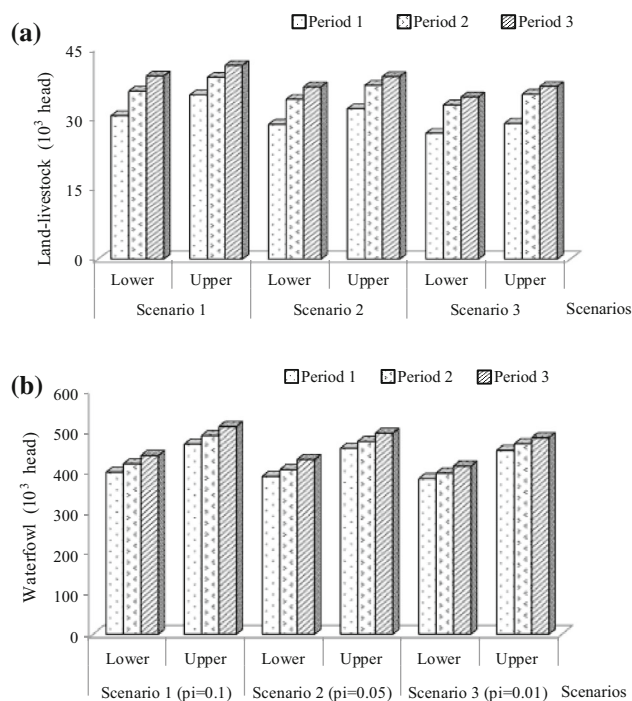 (a)
Period 1 Period 2 Period 3
Land-livestock (10³ head)
45
30
15
0
Lower Upper Lower Upper Lower Upper
Scenario 1 Scenario 2 Scenario 3 Scenarios
(b)
Period 1 Period 2 Period 3
Waterfowl (10³ head)
600
500
400
300
200
100
0
Lower Upper Lower Upper Lower Upper
Scenario 1 (pi=0.1) Scenario 2 (pi=0.05) Scenario 3 (pi=0.01) Scenarios